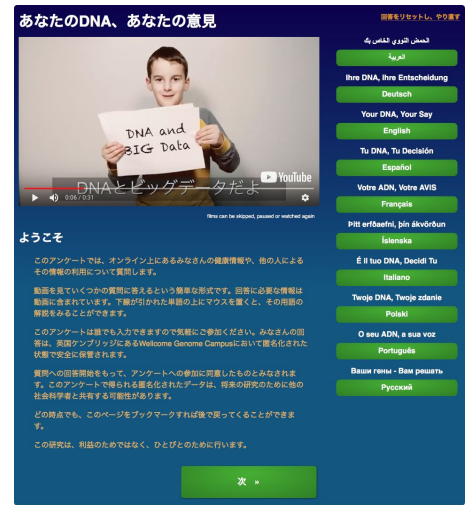 あなたのDNA、あなたの意見
回答をリセットし、やり直す
DNA and
BIG Data
DNAとビッグデータだよ
YouTube
0:06 / 0:31
films can be skipped, paused or watched again
ようこそ
このアンケートでは、オンライン上にあるみなさんの健康情報や、他の人による
その情報の利用について質問します。
動画を見ていくつかの質問に答えるという簡単な形式です。回答に必要な情報は
動画に含まれています。下線が引かれた単語の上にマウスを置くと、その用語の
解説をみることができます。
このアンケートは誰でも入力できますので気軽にご参加ください。みなさんの回
答は、英国ケンブリッジにあるWellcome Genome Campusにおいて匿名化された
状態で安全に保管されます。
質問への回答開始をもって、アンケートへの参加に同意したものとみなされま
す。このアンケートで得られる匿名化されたデータは、将来の研究のために他の
社会科学者と共有する可能性があります。
どの時点でも、このページをブックマークすれば後で戻ってくることができま
す。
この研究は、利益のためではなく、ひとびとのために行います。
次 »
الحمض النووي الخاص بك
العربية
Ihre DNA, Ihre Entscheidung
Deutsch
Your DNA, Your Say
English
Tu DNA, Tu Decisión
Español
Votre ADN, Votre AVIS
Français
Þitt erfðaefni, þín ákvörðun
Íslenska
É il tuo DNA, Decidi Tu
Italiano
Twoje DNA, Twoje zdanie
Polski
O seu ADN, a sua voz
Português
Ваши гены - Вам решать
Русский